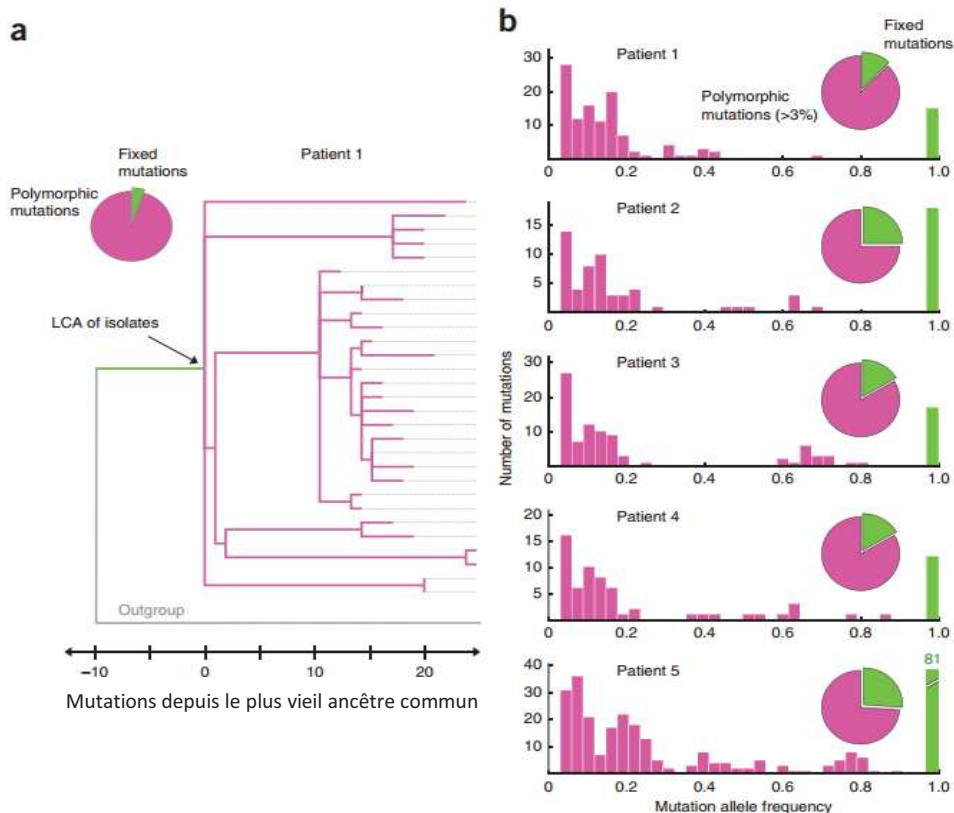 a
Fixed
mutations
Patient 1
Polymorphic
mutations
LCA of isolates
Outgroup
−10
0
10
20
Mutations depuis le plus vieil ancêtre commun
b
Number of mutations
Patient 1
Fixed
mutations
Polymorphic
mutations (>3%)
30
20
10
0 0.2 0.4 0.6 0.8 1.0
Patient 2
15
10
5
0 0.2 0.4 0.6 0.8 1.0
Patient 3
30
20
10
0 0.2 0.4 0.6 0.8 1.0
Patient 4
20
15
10
5
0 0.2 0.4 0.6 0.8 1.0
Patient 5
81
40
30
20
10
0 0.2 0.4 0.6 0.8 1.0
Mutation allele frequency